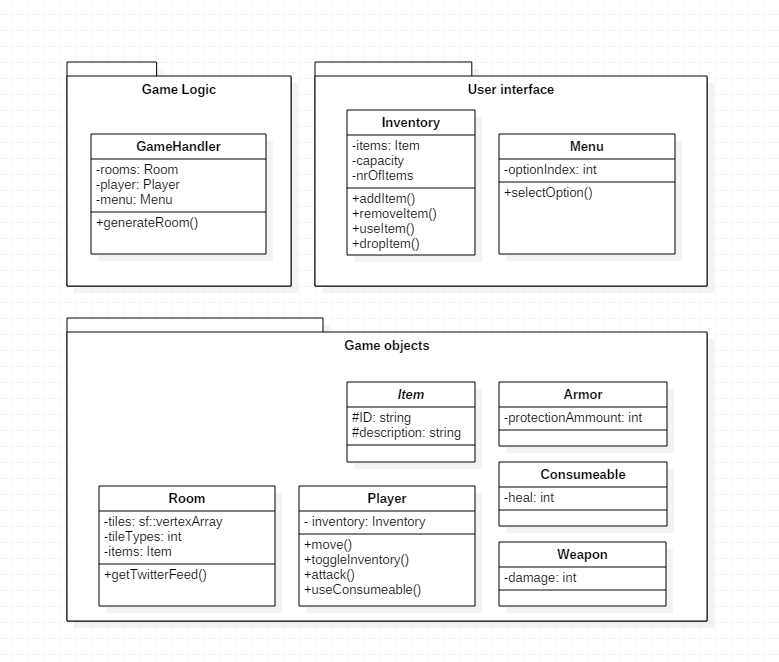 Game Logic
GameHandler
-rooms: Room
-player: Player
-menu: Menu
+generateRoom()
User interface
Inventory
-items: Item
-capacity
-nrOfItems
+addItem()
+removeItem()
+useItem()
+dropItem()
Menu
-optionIndex: int
+selectOption()
Game objects
Item
#ID: string
#description: string
Armor
-protectionAmmount: int
Consumeable
-heal: int
Room
-tiles: sf::vertexArray
-tileTypes: int
-items: Item
+getTwitterFeed()
Player
- inventory: Inventory
+move()
+toggleInventory()
+attack()
+useConsumeable()
Weapon
-damage: int